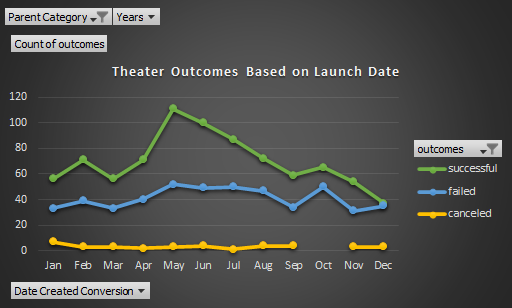 Parent Category Years
Count of outcomes
Theater Outcomes Based on Launch Date
120
100
80
60
40
20
0
Jan Feb Mar Apr May Jun Jul Aug Sep Oct Nov Dec
outcomes
successful
failed
canceled
Date Created Conversion